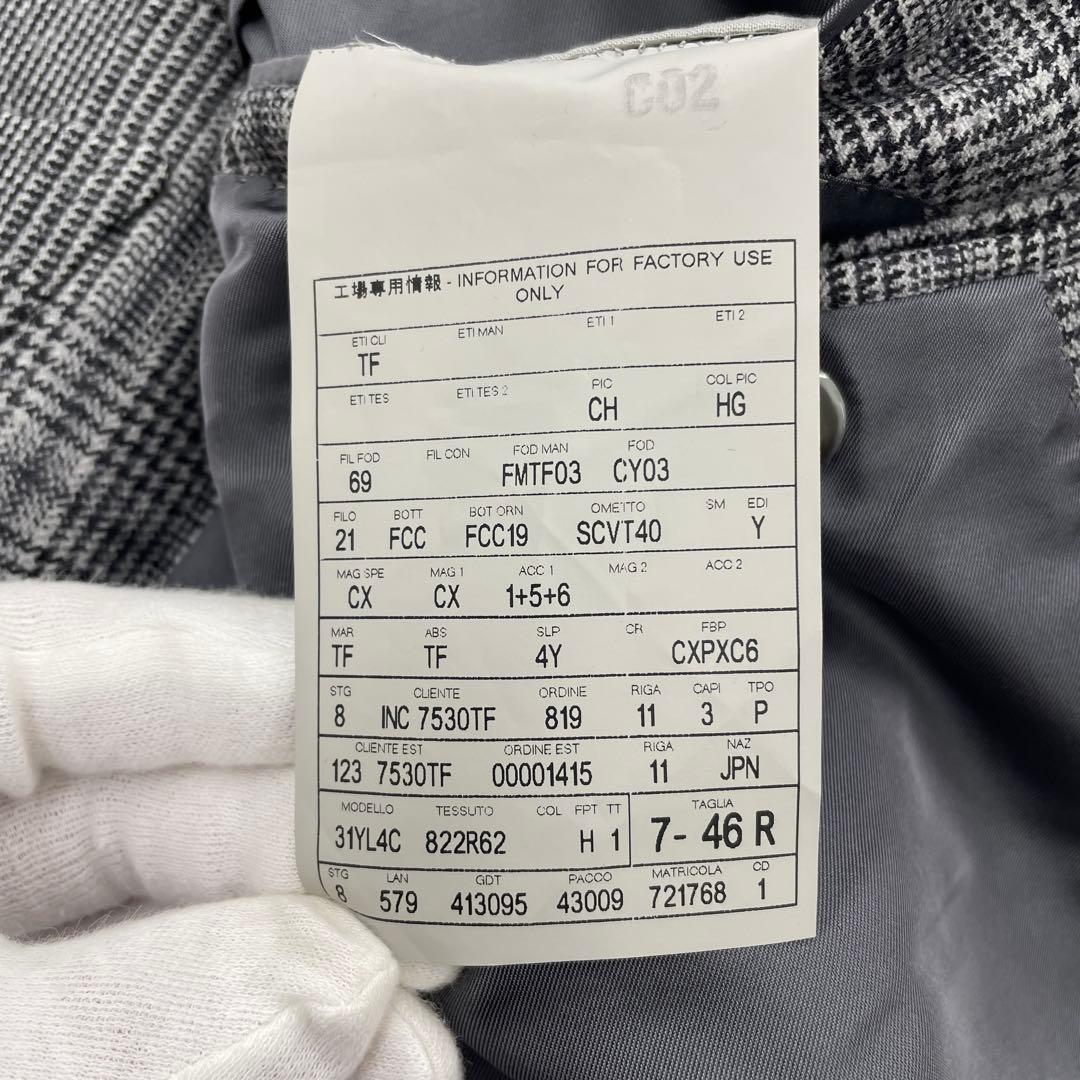 C02
工場専用情報 - INFORMATION FOR FACTORY USE
ONLY
ETI CLI ETI MAN ETI 1 ETI 2
TF
ETI TES ETI TES 2 PIC COL PIC
CH HG
FIL FOD FIL CON FOD MAN FOD
69 FMTF03 CY03
FILO BOTT BOT ORN OMETTO SM EDI
21 FCC FCC19 SCVT40 Y
MAG SPE MAG 1 ACC 1 MAG 2 ACC 2
CX CX 1+5+6
MAR ABS SLP CR FBP
TF TF 4Y CXPXC6
STG CLIENTE ORDINE RIGA CAPI TPO
8 INC 7530TF 819 11 3 P
CLIENTE EST ORDINE EST RIGA NAZ
123 7530TF 00001415 11 JPN
MODELLO TESSUTO COL FPT TT TAGLIA
31YL4C 822R62 H 1 7- 46 R
STG LAN GDT PACCO MATRICOLA CD
8 579 413095 43009 721768 1